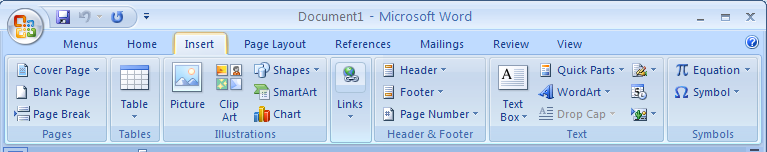 Document1 - Microsoft Word
Menus Home Insert Page Layout References Mailings Review View
Cover Page
Blank Page
Page Break
Pages
Table
Tables
Picture
Clip
Art
Shapes
SmartArt
Chart
Illustrations
Links
Header
Footer
Page Number
Header & Footer
Text
Box
Quick Parts
WordArt
Drop Cap
Text
Equation
Symbol
Symbols